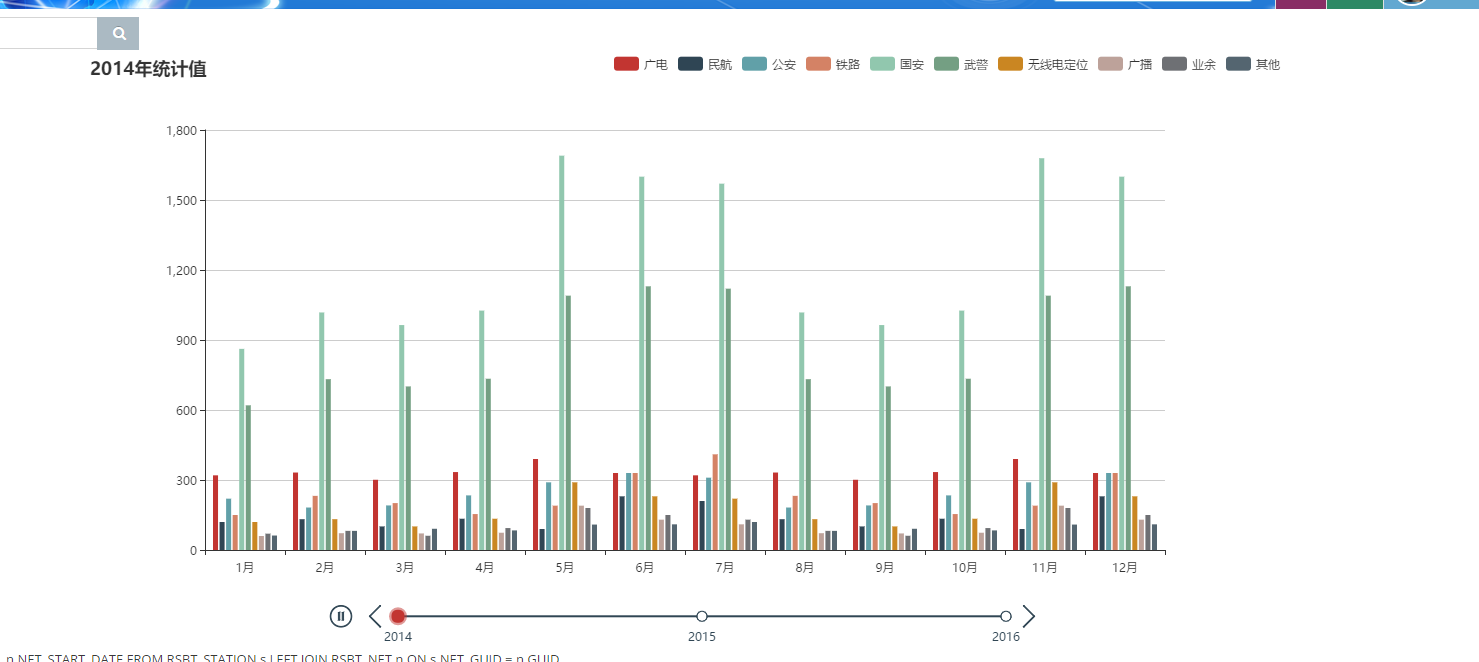 2014年统计值
广电 民航 公安 铁路 国安 武警 无线电定位 广播 业余 其他
1,800
1,500
1,200
900
600
300
0
1月 2月 3月 4月 5月 6月 7月 8月 9月 10月 11月 12月
2014 2015 2016
n.NET_START_DATE FROM RSBT_STATION s LEFT JOIN RSBT_NET n ON s.NET_GUID = n.GUID